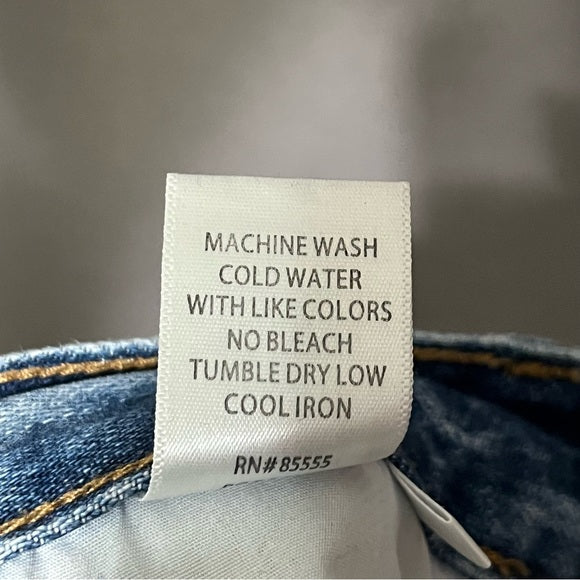 MACHINE WASH
COLD WATER
WITH LIKE COLORS
NO BLEACH
TUMBLE DRY LOW
COOL IRON
RN# 85555